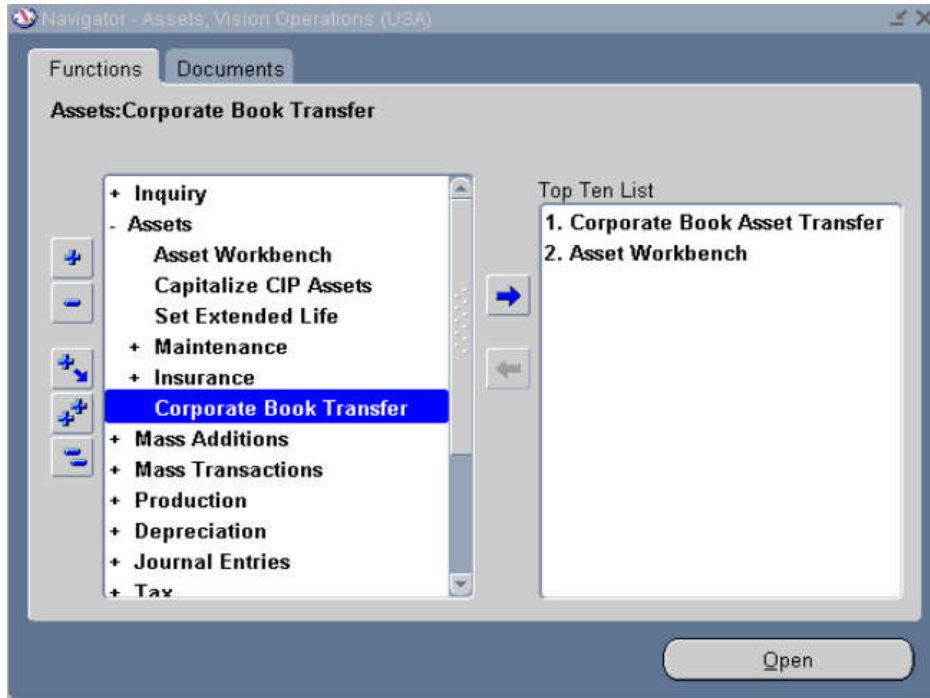 Navigator - Assets, Vision Operations (USA)
Functions
Documents
Assets:Corporate Book Transfer
+ Inquiry
- Assets
Asset Workbench
Capitalize CIP Assets
Set Extended Life
+ Maintenance
+ Insurance
Corporate Book Transfer
+ Mass Additions
+ Mass Transactions
+ Production
+ Depreciation
+ Journal Entries
+ Tax
Top Ten List
1. Corporate Book Asset Transfer
2. Asset Workbench
Open